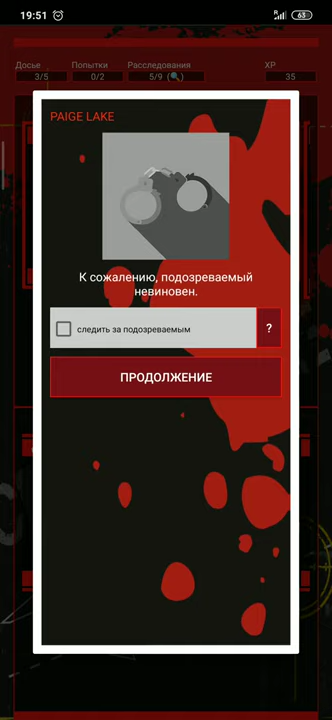 19:51
R
63
Досье Попытки Расследования XP
3/5 0/2 5/9 (🔍) 35
PAIGE LAKE
К сожалению, подозреваемый
невиновен.
следить за подозреваемым
?
ПРОДОЛЖЕНИЕ